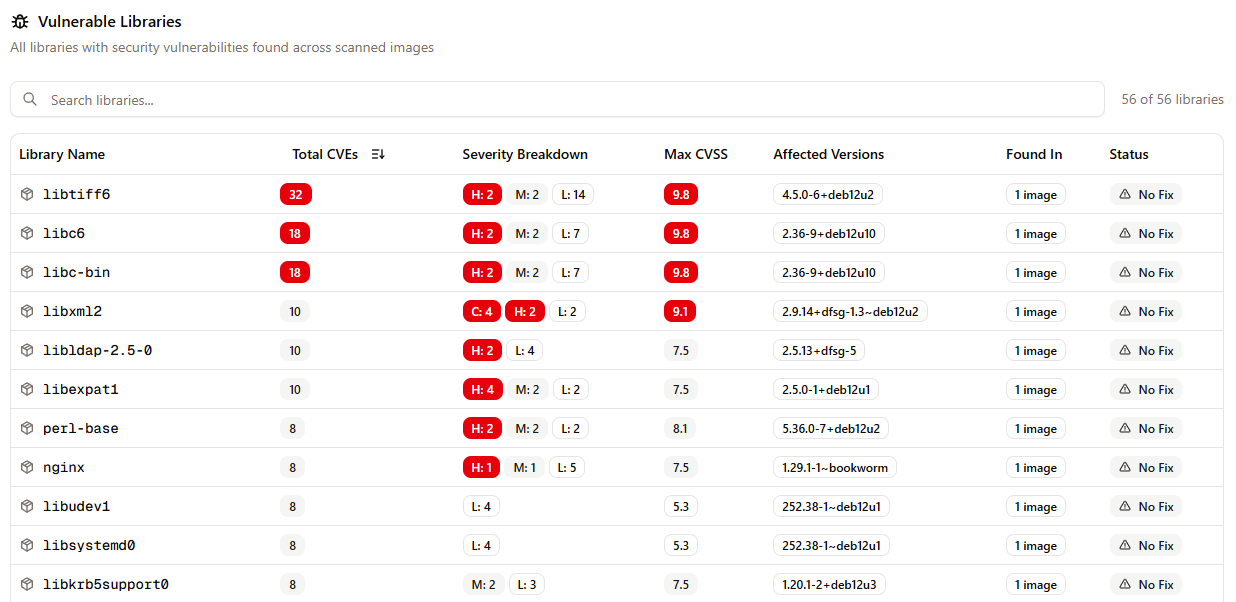 Vulnerable Libraries
All libraries with security vulnerabilities found across scanned images
Search libraries...
56 of 56 libraries
Library Name Total CVEs Severity Breakdown Max CVSS Affected Versions Found In Status
libtiff6 32 H: 2 M: 2 L: 14 9.8 4.5.0-6+deb12u2 1 image No Fix
libc6 18 H: 2 M: 2 L: 7 9.8 2.36-9+deb12u10 1 image No Fix
libc-bin 18 H: 2 M: 2 L: 7 9.8 2.36-9+deb12u10 1 image No Fix
libxml2 10 C: 4 H: 2 L: 2 9.1 2.9.14+dfsg-1.3~deb12u2 1 image No Fix
libldap-2.5-0 10 H: 2 L: 4 7.5 2.5.13+dfsg-5 1 image No Fix
libexpat1 10 H: 4 M: 2 L: 2 7.5 2.5.0-1+deb12u1 1 image No Fix
perl-base 8 H: 2 M: 2 L: 2 8.1 5.36.0-7+deb12u2 1 image No Fix
nginx 8 H: 1 M: 1 L: 5 7.5 1.29.1-1~bookworm 1 image No Fix
libudev1 8 L: 4 5.3 252.38-1~deb12u1 1 image No Fix
libsystemd0 8 L: 4 5.3 252.38-1~deb12u1 1 image No Fix
libkrb5support0 8 M: 2 L: 3 7.5 1.20.1-2+deb12u3 1 image No Fix